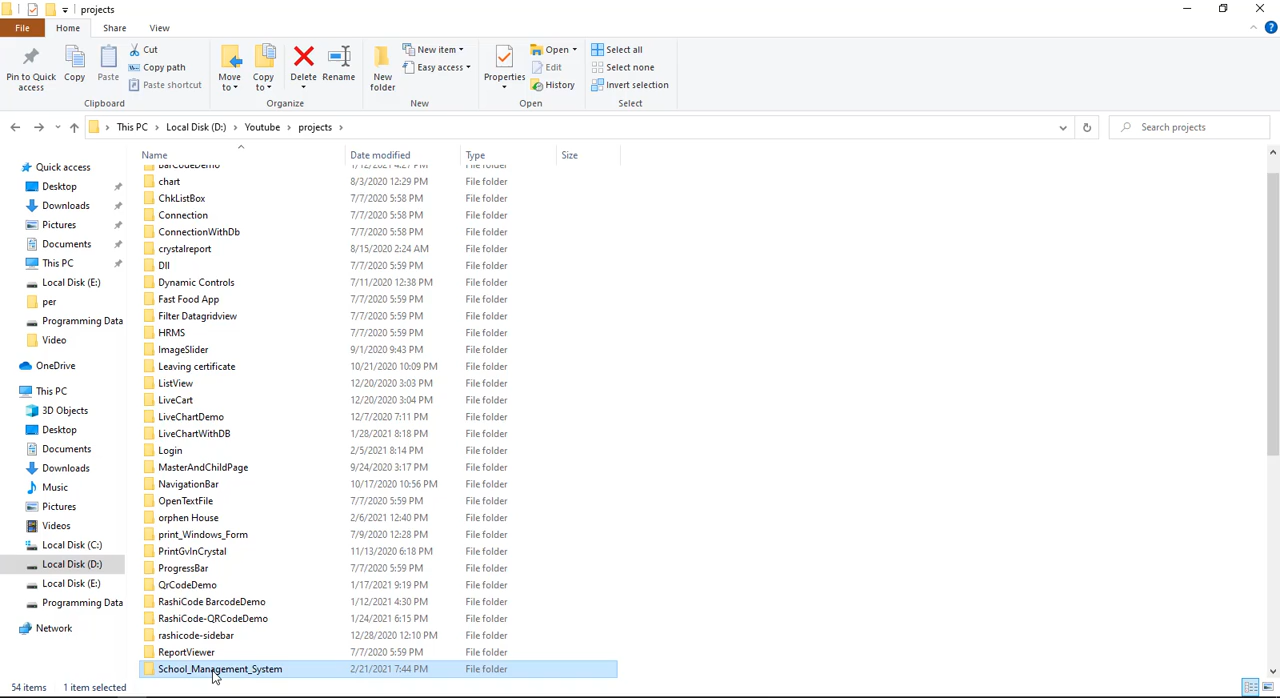 projects
File Home Share View
Pin to Quick access
Copy
Paste
Cut
Copy path
Paste shortcut
Clipboard
Move to
Copy to
Delete
Rename
Organize
New folder
New item
Easy access
New
Properties
Open
Edit
History
Open
Select all
Select none
Invert selection
Select
This PC > Local Disk (D:) > Youtube > projects >
Search projects
Name Date modified Type Size
Quick access
Desktop
Downloads
Pictures
Documents
This PC
Local Disk (E:)
per
Programming Data
Video
OneDrive
This PC
3D Objects
Desktop
Documents
Downloads
Music
Pictures
Videos
Local Disk (C:)
Local Disk (D:)
Local Disk (E:)
Programming Data
Network
BarCodeDemo 1/12/2021 4:27 PM File folder
chart 8/3/2020 12:29 PM File folder
ChkListBox 7/7/2020 5:58 PM File folder
Connection 7/7/2020 5:58 PM File folder
ConnectionWithDb 7/7/2020 5:58 PM File folder
crystalreport 8/15/2020 2:24 AM File folder
Dll 7/7/2020 5:59 PM File folder
Dynamic Controls 7/11/2020 12:38 PM File folder
Fast Food App 7/7/2020 5:59 PM File folder
Filter Datagridview 7/7/2020 5:59 PM File folder
HRMS 7/7/2020 5:59 PM File folder
ImageSlider 9/1/2020 9:43 PM File folder
Leaving certificate 10/21/2020 10:09 PM File folder
ListView 12/20/2020 3:03 PM File folder
LiveCart 12/20/2020 3:04 PM File folder
LiveChartDemo 12/7/2020 7:11 PM File folder
LiveChartWithDB 1/28/2021 8:18 PM File folder
Login 2/5/2021 8:14 PM File folder
MasterAndChildPage 9/24/2020 3:17 PM File folder
NavigationBar 10/17/2020 10:56 PM File folder
OpenTextFile 7/7/2020 5:59 PM File folder
orphen House 2/6/2021 12:40 PM File folder
print_Windows_Form 7/9/2020 12:28 PM File folder
PrintGvInCrystal 11/13/2020 6:18 PM File folder
ProgressBar 7/7/2020 5:59 PM File folder
QrCodeDemo 1/17/2021 9:19 PM File folder
RashiCode BarcodeDemo 1/12/2021 4:30 PM File folder
RashiCode-QRCodeDemo 1/24/2021 6:15 PM File folder
rashicode-sidebar 12/28/2020 12:10 PM File folder
ReportViewer 7/7/2020 5:59 PM File folder
School_Management_System 2/21/2021 7:44 PM File folder
54 items 1 item selected